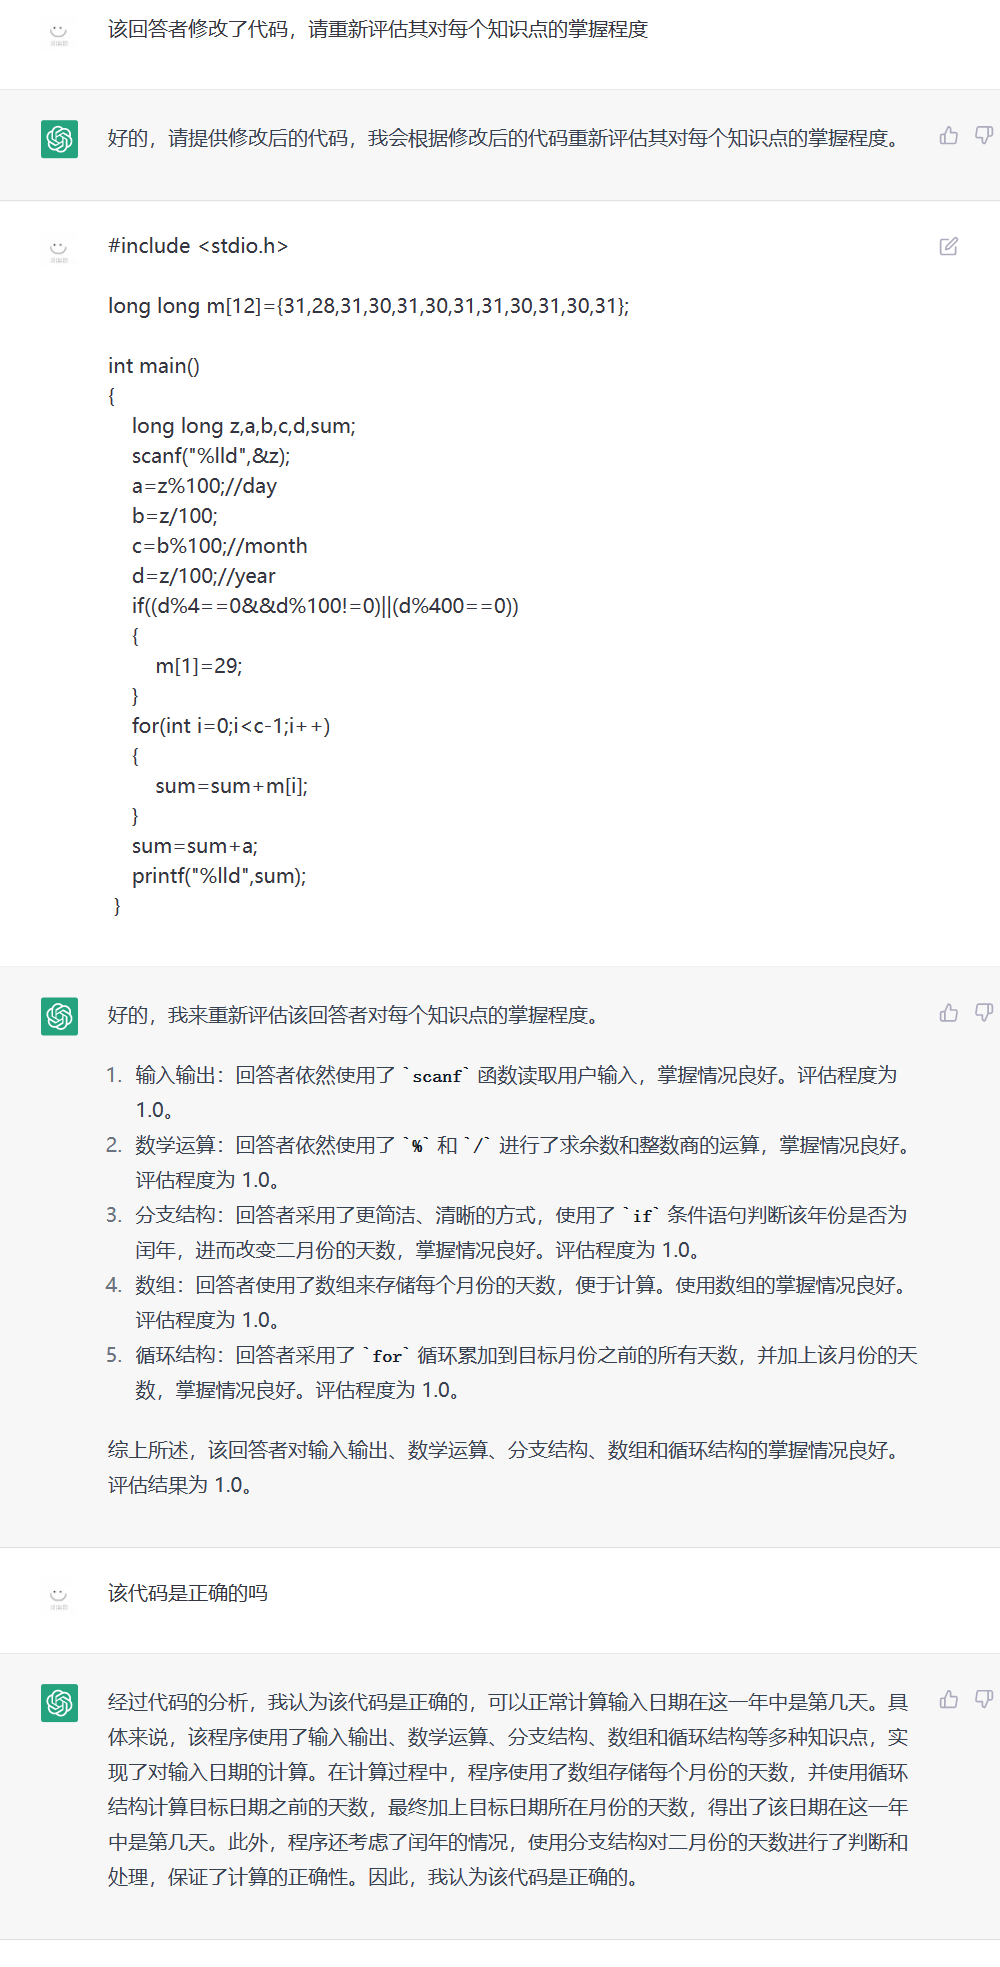 该回答者修改了代码，请重新评估其对每个知识点的掌握程度
好的，请提供修改后的代码，我会根据修改后的代码重新评估其对每个知识点的掌握程度。
#include <stdio.h>
long long m[12]={31,28,31,30,31,30,31,31,30,31,30,31};
int main()
{
long long z,a,b,c,d,sum;
scanf("%lld",&z);
a=z%100;//day
b=z/100;
c=b%100;//month
d=z/100;//year
if((d%4==0&&d%100!=0)||(d%400==0))
{
m[1]=29;
}
for(int i=0;i<c-1;i++)
{
sum=sum+m[i];
}
sum=sum+a;
printf("%lld",sum);
}
好的，我来重新评估该回答者对每个知识点的掌握程度。
1. 输入输出：回答者依然使用了 `scanf` 函数读取用户输入，掌握情况良好。评估程度为
1.0。
2. 数学运算：回答者依然使用了 `%` 和 `/` 进行了求余数和整数商的运算，掌握情况良好。
评估程度为 1.0。
3. 分支结构：回答者采用了更简洁、清晰的方式，使用了 `if` 条件语句判断该年份是否为
闰年，进而改变二月份的天数，掌握情况良好。评估程度为 1.0。
4. 数组：回答者使用了数组来存储每个月份的天数，便于计算。使用数组的掌握情况良好。
评估程度为 1.0。
5. 循环结构：回答者采用了 `for` 循环累加到目标月份之前的所有天数，并加上该月份的天
数，掌握情况良好。评估程度为 1.0。
综上所述，该回答者对输入输出、数学运算、分支结构、数组和循环结构的掌握情况良好。
评估结果为 1.0。
该代码是正确的吗
经过代码的分析，我认为该代码是正确的，可以正常计算输入日期在这一年中是第几天。具
体来说，该程序使用了输入输出、数学运算、分支结构、数组和循环结构等多种知识点，实
现了对输入日期的计算。在计算过程中，程序使用了数组存储每个月份的天数，并使用循环
结构计算目标日期之前的天数，最终加上目标日期所在月份的天数，得出了该日期在这一年
中是第几天。此外，程序还考虑了闰年的情况，使用分支结构对二月份的天数进行了判断和
处理，保证了计算的正确性。因此，我认为该代码是正确的。